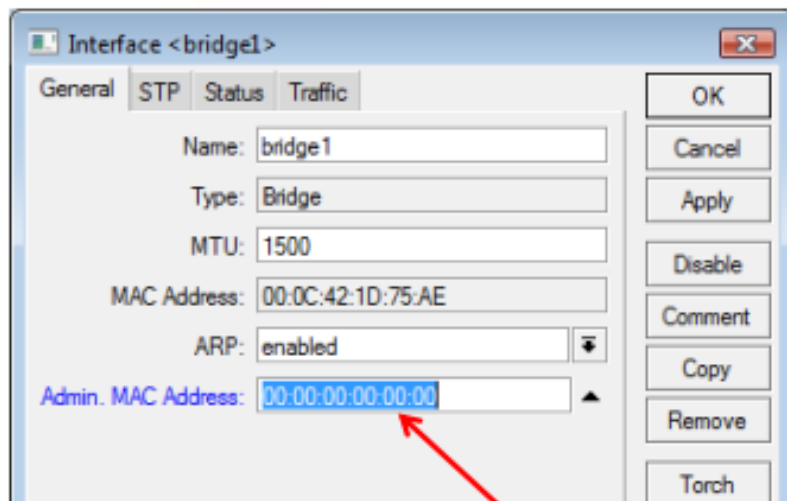 Interface <bridge1>
General STP Status Traffic
OK
Name: bridge1
Cancel
Type: Bridge
Apply
MTU: 1500
Disable
MAC Address: 00:0C:42:1D:75:AE
Comment
ARP: enabled
Copy
Admin. MAC Address: 00:00:00:00:00:00
Remove
Torch